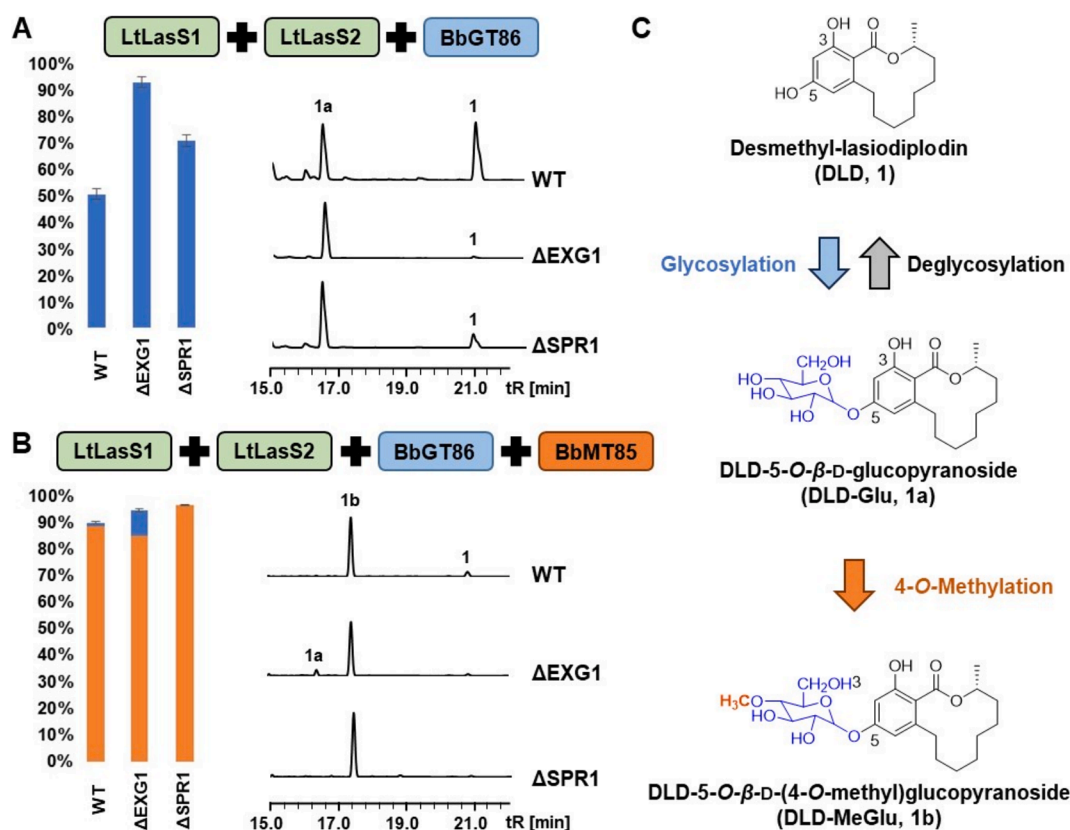 A
LtLasS1 + LtLasS2 + BbGT86
100%
90%
80%
70%
60%
50%
40%
30%
20%
10%
0%
WT
ΔEXG1
ΔSPR1
1a
1
WT
1
ΔEXG1
1
ΔSPR1
15.0 17.0 19.0 21.0 tR [min]
B
LtLasS1 + LtLasS2 + BbGT86 + BbMT85
100%
90%
80%
70%
60%
50%
40%
30%
20%
10%
0%
WT
ΔEXG1
ΔSPR1
1b
1
WT
1a
ΔEXG1
ΔSPR1
15.0 17.0 19.0 21.0 tR [min]
C
OH
O
3
O
HO
5
Desmethyl-lasiodiplodin
(DLD, 1)
Glycosylation
Deglycosylation
OH
O
3
CH2OH
O
HO
O
HO
HO
O
5
DLD-5-O-β-D-glucopyranoside
(DLD-Glu, 1a)
4-O-Methylation
OH
O
CH2OH3
H3C
O
O
O
HO
HO
O
5
DLD-5-O-β-D-(4-O-methyl)glucopyranoside
(DLD-MeGlu, 1b)